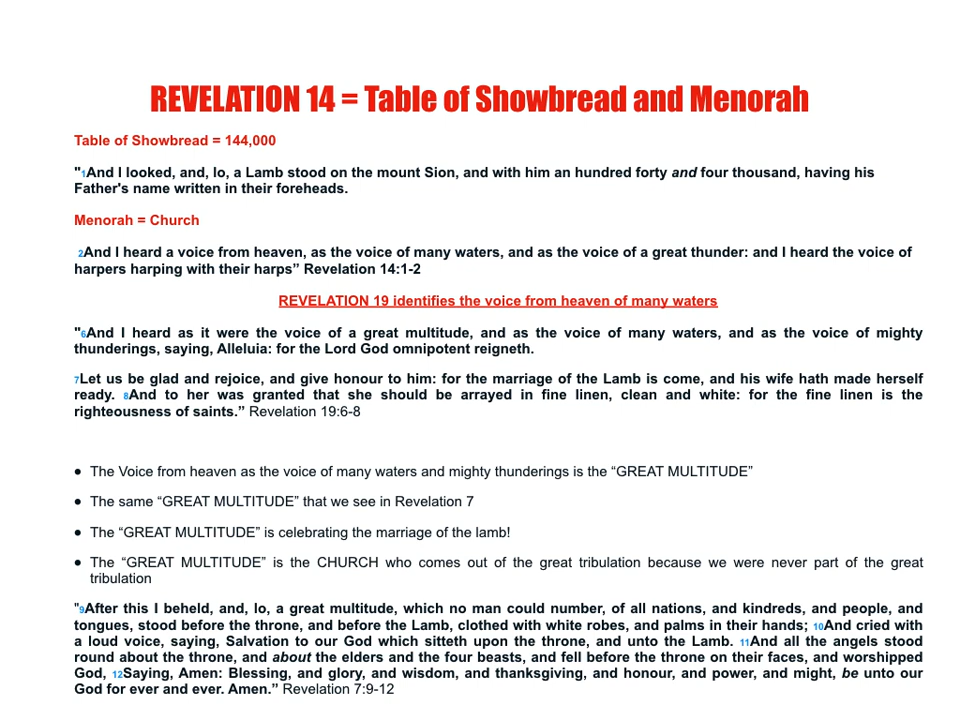 REVELATION 14 = Table of Showbread and Menorah
Table of Showbread = 144,000
"1And I looked, and, lo, a Lamb stood on the mount Sion, and with him an hundred forty and four thousand, having his
Father's name written in their foreheads.
Menorah = Church
2And I heard a voice from heaven, as the voice of many waters, and as the voice of a great thunder: and I heard the voice of
harpers harping with their harps” Revelation 14:1-2
REVELATION 19 identifies the voice from heaven of many waters
"6And I heard as it were the voice of a great multitude, and as the voice of many waters, and as the voice of mighty
thunderings, saying, Alleluia: for the Lord God omnipotent reigneth.
7Let us be glad and rejoice, and give honour to him: for the marriage of the Lamb is come, and his wife hath made herself
ready. 8And to her was granted that she should be arrayed in fine linen, clean and white: for the fine linen is the
righteousness of saints.” Revelation 19:6-8
• The Voice from heaven as the voice of many waters and mighty thunderings is the “GREAT MULTITUDE”
• The same “GREAT MULTITUDE” that we see in Revelation 7
• The “GREAT MULTITUDE” is celebrating the marriage of the lamb!
• The “GREAT MULTITUDE” is the CHURCH who comes out of the great tribulation because we were never part of the great
tribulation
"9After this I beheld, and, lo, a great multitude, which no man could number, of all nations, and kindreds, and people, and
tongues, stood before the throne, and before the Lamb, clothed with white robes, and palms in their hands; 10And cried with
a loud voice, saying, Salvation to our God which sitteth upon the throne, and unto the Lamb. 11And all the angels stood
round about the throne, and about the elders and the four beasts, and fell before the throne on their faces, and worshipped
God, 12Saying, Amen: Blessing, and glory, and wisdom, and thanksgiving, and honour, and power, and might, be unto our
God for ever and ever. Amen.” Revelation 7:9-12